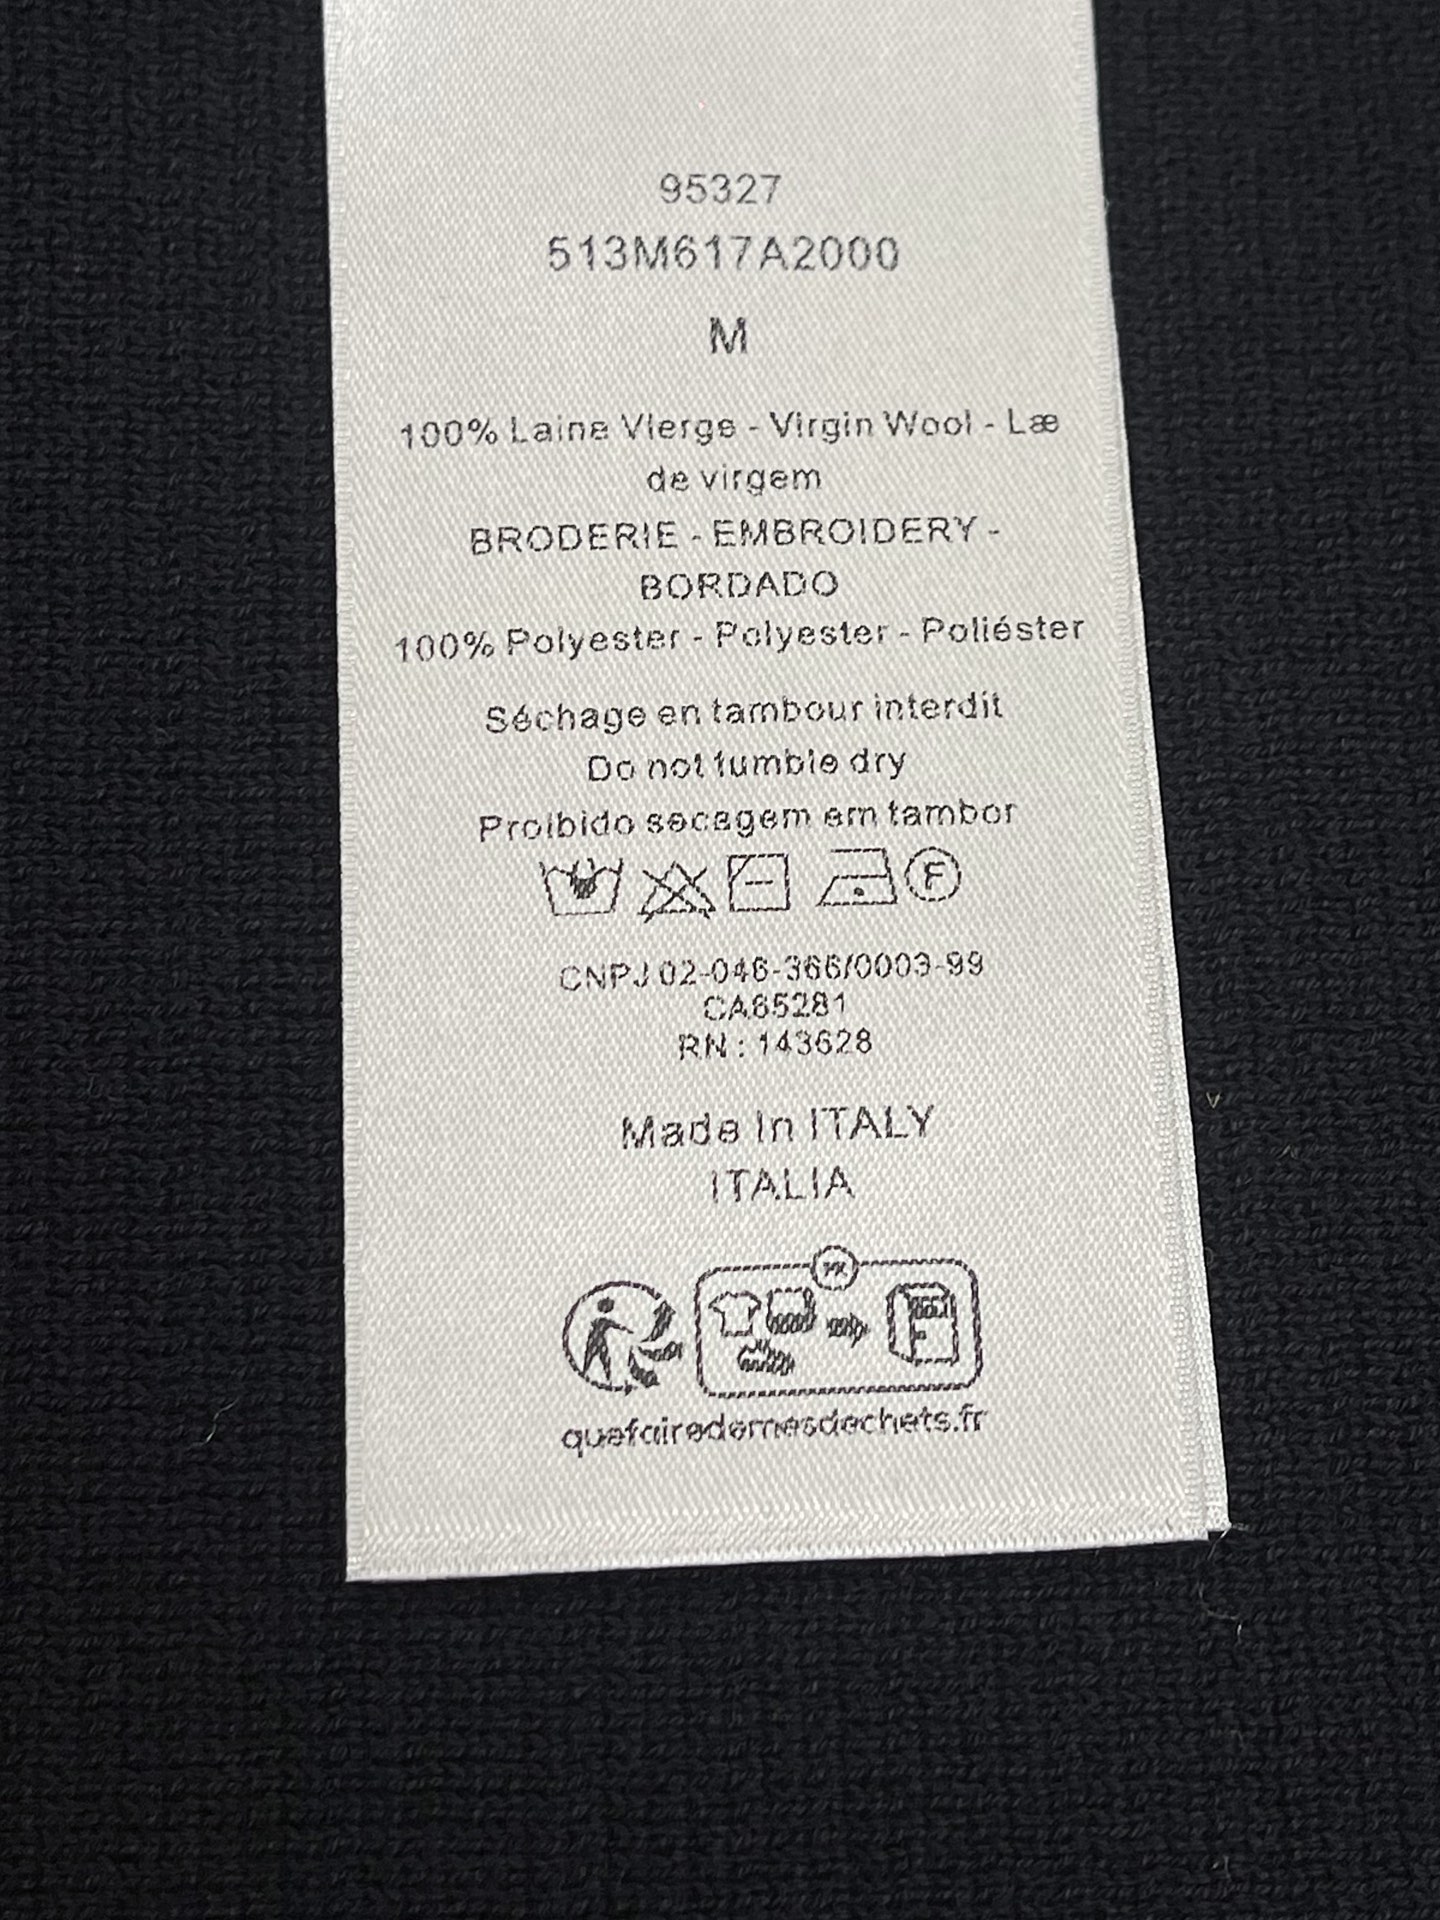 95327
513M617A2000
M
100% Laine Vierge - Virgin Wool - Læ
de virgem
BRODERIE - EMBROIDERY -
BORDADO
100% Polyester - Polyester - Poliéster
Séchage en tambour interdit
Do not tumble dry
Proibido secagem em tambor
F
CNPJ 02-046-366/0003-99
CA65281
RN : 143628
Made In ITALY
ITALIA
FR
quefairedemesdechets.fr